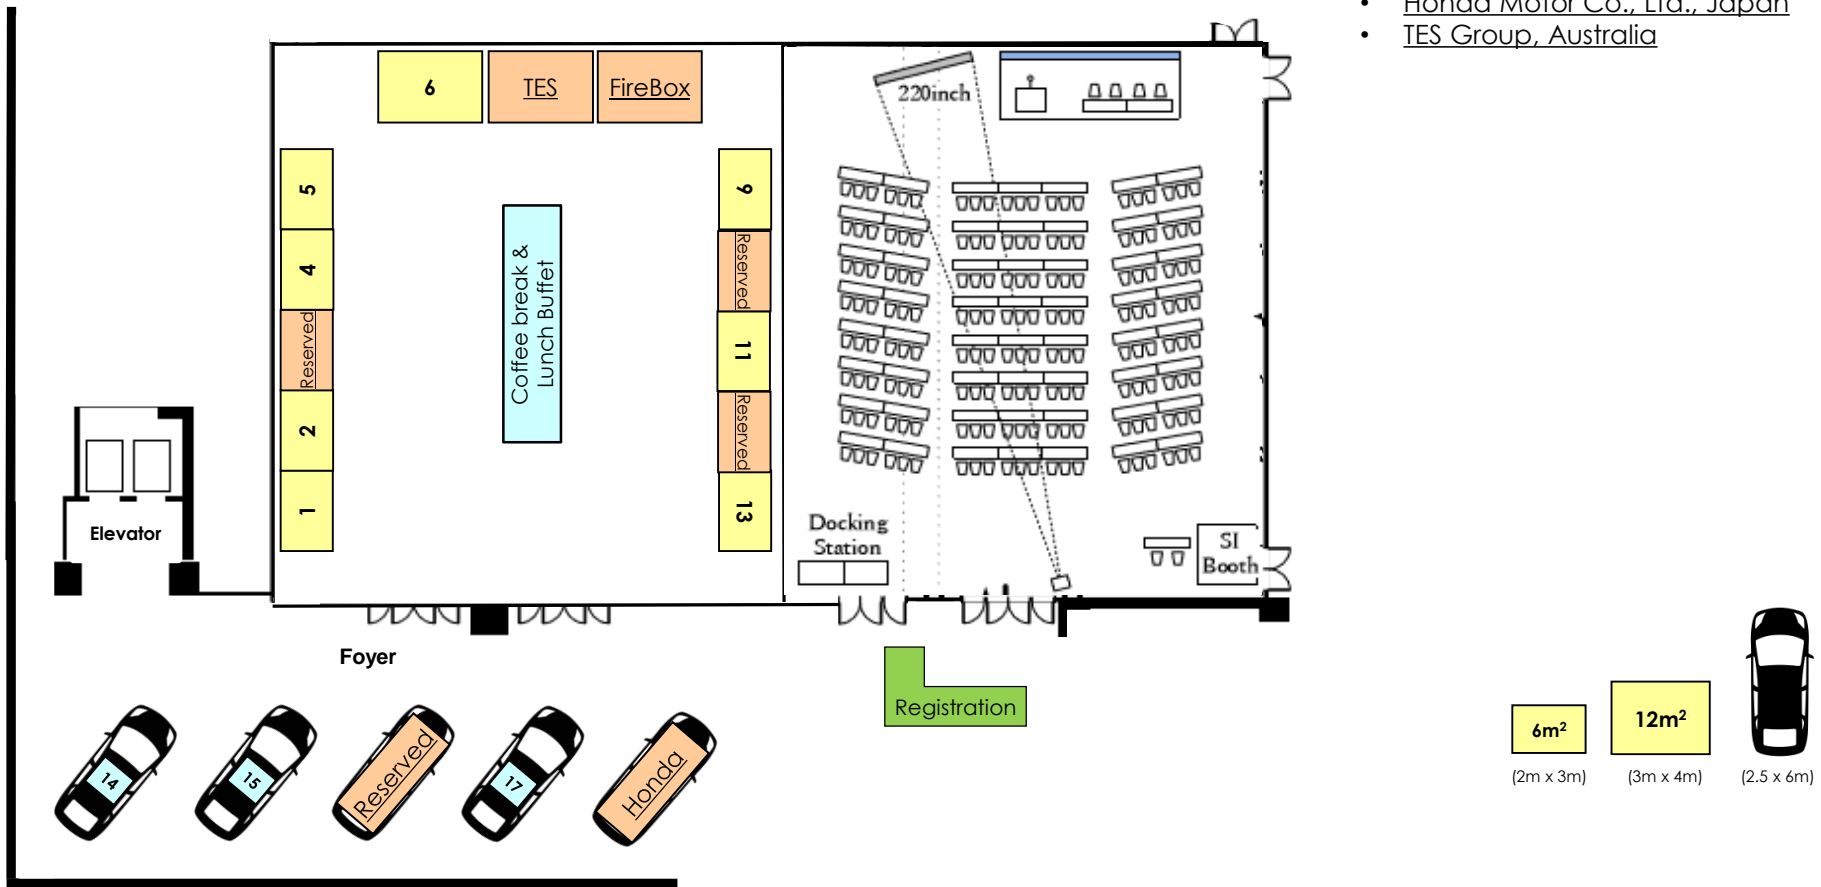 • Honda Motor Co., Ltd., Japan
• TES Group, Australia
6
TES
FireBox
220inch
5
4
Reserved
2
1
Coffee break &
Lunch Buffet
9
Reserved
11
Reserved
13
Elevator
Docking
Station
SI
Booth
Foyer
Registration
14
15
Reserved
17
Honda
6m²
12m²
(2m x 3m)
(3m x 4m)
(2.5 x 6m)